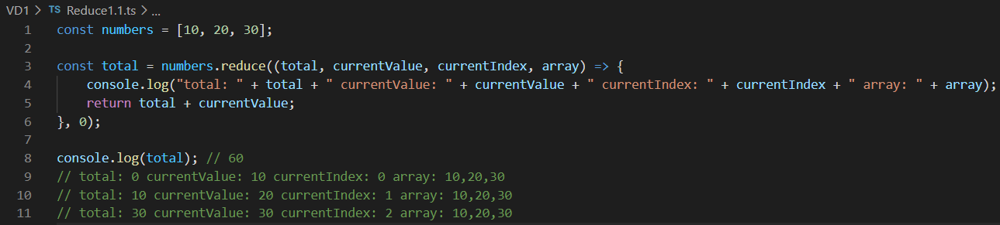 VD1 > TS Reduce1.1.ts > ...
1 const numbers = [10, 20, 30];
2
3 const total = numbers.reduce((total, currentValue, currentIndex, array) => {
4     console.log("total: " + total + " currentValue: " + currentValue + " currentIndex: " + currentIndex + " array: " + array);
5     return total + currentValue;
6 }, 0);
7
8 console.log(total); // 60
9 // total: 0 currentValue: 10 currentIndex: 0 array: 10,20,30
10 // total: 10 currentValue: 20 currentIndex: 1 array: 10,20,30
11 // total: 30 currentValue: 30 currentIndex: 2 array: 10,20,30